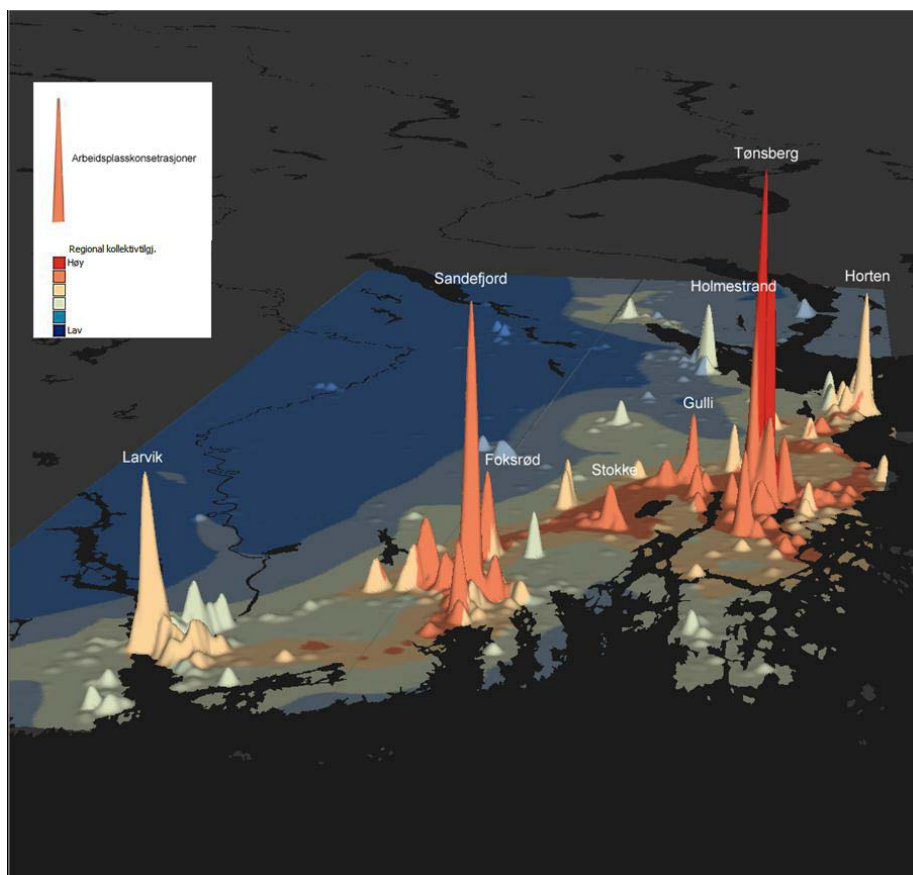 Arbeidsplasskonsetrasjoner
Regional kollektivtilgj.
Høy
Lav
Tønsberg
Sandefjord
Holmestrand
Horten
Gulli
Larvik
Foksrød
Stokke